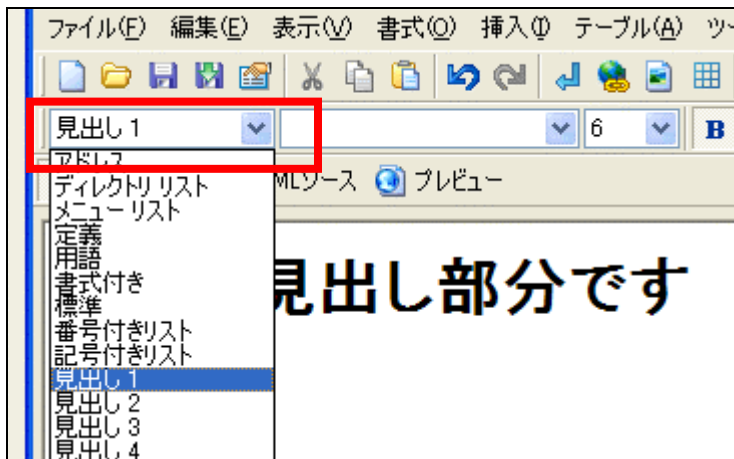 ファイル(F) 編集(E) 表示(V) 書式(O) 挿入(I) テーブル(A) ツー
見出し 1 6 B
アドレス
MLソース プレビュー
ディレクトリ リスト
メニュー リスト
定義
用語
書式付き
標準
番号付きリスト
記号付きリスト
見出し 1
見出し 2
見出し 3
見出し 4
見出し部分です